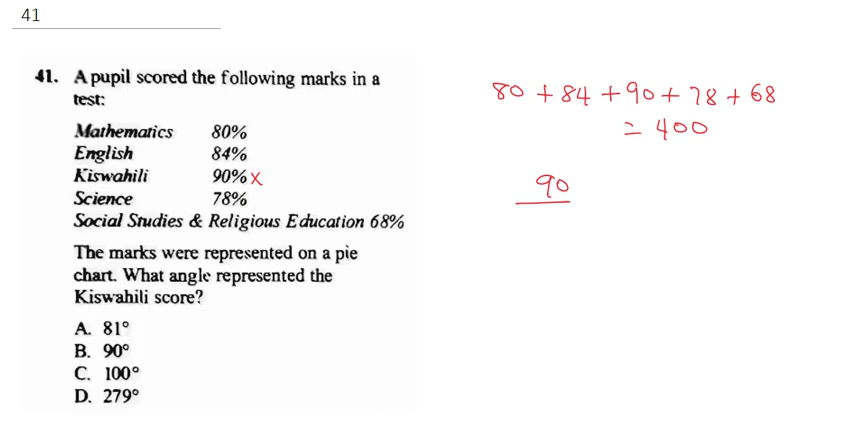 41
41. A pupil scored the following marks in a
test:
Mathematics 80%
English 84%
Kiswahili 90% x
Science 78%
Social Studies & Religious Education 68%
The marks were represented on a pie
chart. What angle represented the
Kiswahili score?
A. 81°
B. 90°
C. 100°
D. 279°
80 + 84 + 90 + 78 + 68
= 400
90